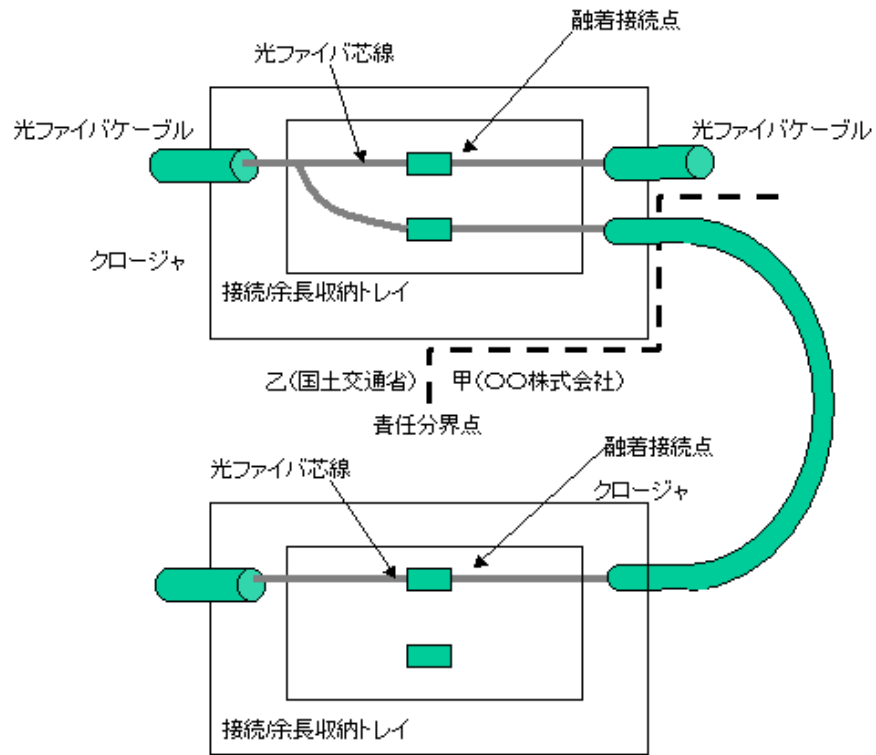 融着接続点
光ファイバ芯線
光ファイバケーブル
光ファイバケーブル
クロージャ
接続/余長収納トレイ
乙(国土交通省)
甲(〇〇株式会社)
責任分界点
融着接続点
光ファイバ芯線
クロージャ
接続/余長収納トレイ